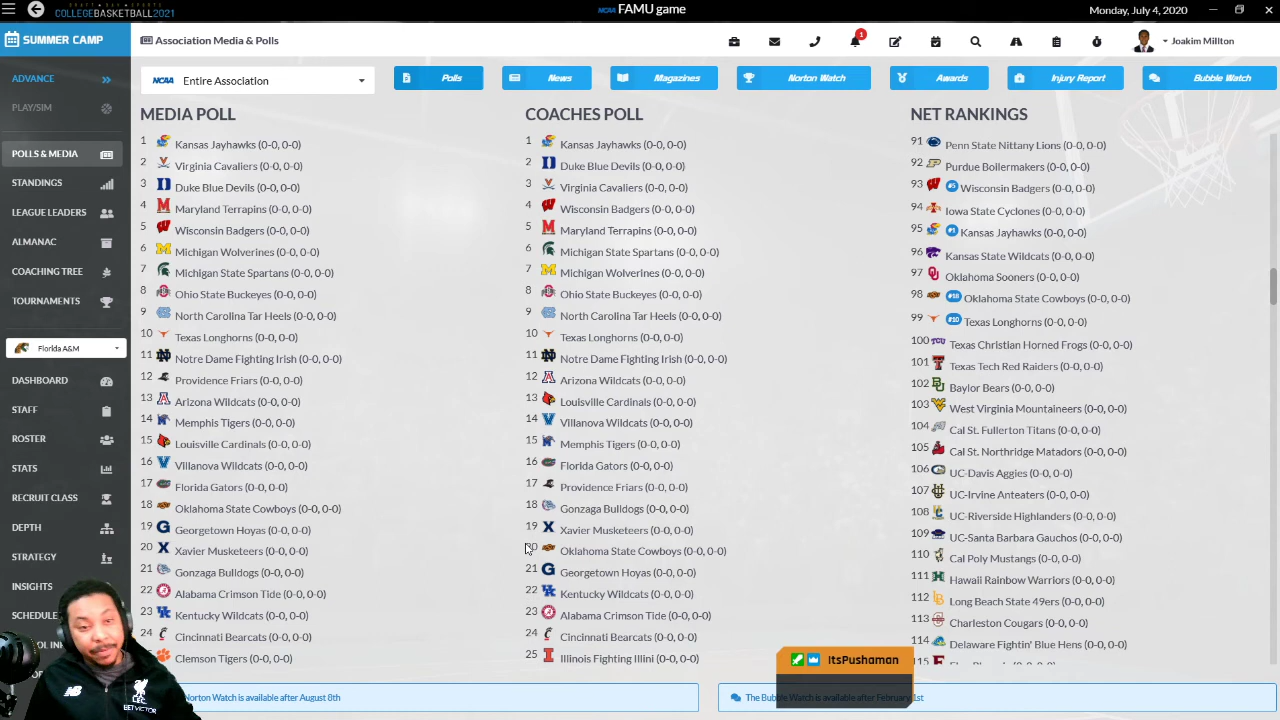 DRAFT DAY SPORTS
COLLEGEBASKETBALL2021
NCAA FAMU game
Monday, July 4, 2020
SUMMER CAMP
Association Media & Polls
1
Joakim Millton
ADVANCE
PLAY/SIM
POLLS & MEDIA
STANDINGS
LEAGUE LEADERS
ALMANAC
COACHING TREE
TOURNAMENTS
Florida A&M
DASHBOARD
STAFF
ROSTER
STATS
RECRUIT CLASS
DEPTH
STRATEGY
INSIGHTS
SCHEDULE
NCAA Entire Association
Polls
News
Magazines
Norton Watch
Awards
Injury Report
Bubble Watch
MEDIA POLL
1 Kansas Jayhawks (0-0, 0-0)
2 Virginia Cavaliers (0-0, 0-0)
3 Duke Blue Devils (0-0, 0-0)
4 Maryland Terrapins (0-0, 0-0)
5 Wisconsin Badgers (0-0, 0-0)
6 Michigan Wolverines (0-0, 0-0)
7 Michigan State Spartans (0-0, 0-0)
8 Ohio State Buckeyes (0-0, 0-0)
9 North Carolina Tar Heels (0-0, 0-0)
10 Texas Longhorns (0-0, 0-0)
11 Notre Dame Fighting Irish (0-0, 0-0)
12 Providence Friars (0-0, 0-0)
13 Arizona Wildcats (0-0, 0-0)
14 Memphis Tigers (0-0, 0-0)
15 Louisville Cardinals (0-0, 0-0)
16 Villanova Wildcats (0-0, 0-0)
17 Florida Gators (0-0, 0-0)
18 Oklahoma State Cowboys (0-0, 0-0)
19 Georgetown Hoyas (0-0, 0-0)
20 Xavier Musketeers (0-0, 0-0)
21 Gonzaga Bulldogs (0-0, 0-0)
22 Alabama Crimson Tide (0-0, 0-0)
23 Kentucky Wildcats (0-0, 0-0)
24 Cincinnati Bearcats (0-0, 0-0)
25 Clemson Tigers (0-0, 0-0)
COACHES POLL
1 Kansas Jayhawks (0-0, 0-0)
2 Duke Blue Devils (0-0, 0-0)
3 Virginia Cavaliers (0-0, 0-0)
4 Wisconsin Badgers (0-0, 0-0)
5 Maryland Terrapins (0-0, 0-0)
6 Michigan State Spartans (0-0, 0-0)
7 Michigan Wolverines (0-0, 0-0)
8 Ohio State Buckeyes (0-0, 0-0)
9 North Carolina Tar Heels (0-0, 0-0)
10 Texas Longhorns (0-0, 0-0)
11 Notre Dame Fighting Irish (0-0, 0-0)
12 Arizona Wildcats (0-0, 0-0)
13 Louisville Cardinals (0-0, 0-0)
14 Villanova Wildcats (0-0, 0-0)
15 Memphis Tigers (0-0, 0-0)
16 Florida Gators (0-0, 0-0)
17 Providence Friars (0-0, 0-0)
18 Gonzaga Bulldogs (0-0, 0-0)
19 Xavier Musketeers (0-0, 0-0)
20 Oklahoma State Cowboys (0-0, 0-0)
21 Georgetown Hoyas (0-0, 0-0)
22 Kentucky Wildcats (0-0, 0-0)
23 Alabama Crimson Tide (0-0, 0-0)
24 Cincinnati Bearcats (0-0, 0-0)
25 Illinois Fighting Illini (0-0, 0-0)
NET RANKINGS
91 Penn State Nittany Lions (0-0, 0-0)
92 Purdue Boilermakers (0-0, 0-0)
93 #5 Wisconsin Badgers (0-0, 0-0)
94 Iowa State Cyclones (0-0, 0-0)
95 #1 Kansas Jayhawks (0-0, 0-0)
96 Kansas State Wildcats (0-0, 0-0)
97 Oklahoma Sooners (0-0, 0-0)
98 #18 Oklahoma State Cowboys (0-0, 0-0)
99 #10 Texas Longhorns (0-0, 0-0)
100 Texas Christian Horned Frogs (0-0, 0-0)
101 Texas Tech Red Raiders (0-0, 0-0)
102 Baylor Bears (0-0, 0-0)
103 West Virginia Mountaineers (0-0, 0-0)
104 Cal St. Fullerton Titans (0-0, 0-0)
105 Cal St. Northridge Matadors (0-0, 0-0)
106 UC-Davis Aggies (0-0, 0-0)
107 UC-Irvine Anteaters (0-0, 0-0)
108 UC-Riverside Highlanders (0-0, 0-0)
109 UC-Santa Barbara Gauchos (0-0, 0-0)
110 Cal Poly Mustangs (0-0, 0-0)
111 Hawaii Rainbow Warriors (0-0, 0-0)
112 Long Beach State 49ers (0-0, 0-0)
113 Charleston Cougars (0-0, 0-0)
114 Delaware Fightin' Blue Hens (0-0, 0-0)
ItsPushaman
Norton Watch is available after August 8th
The Bubble Watch is available after February 1st